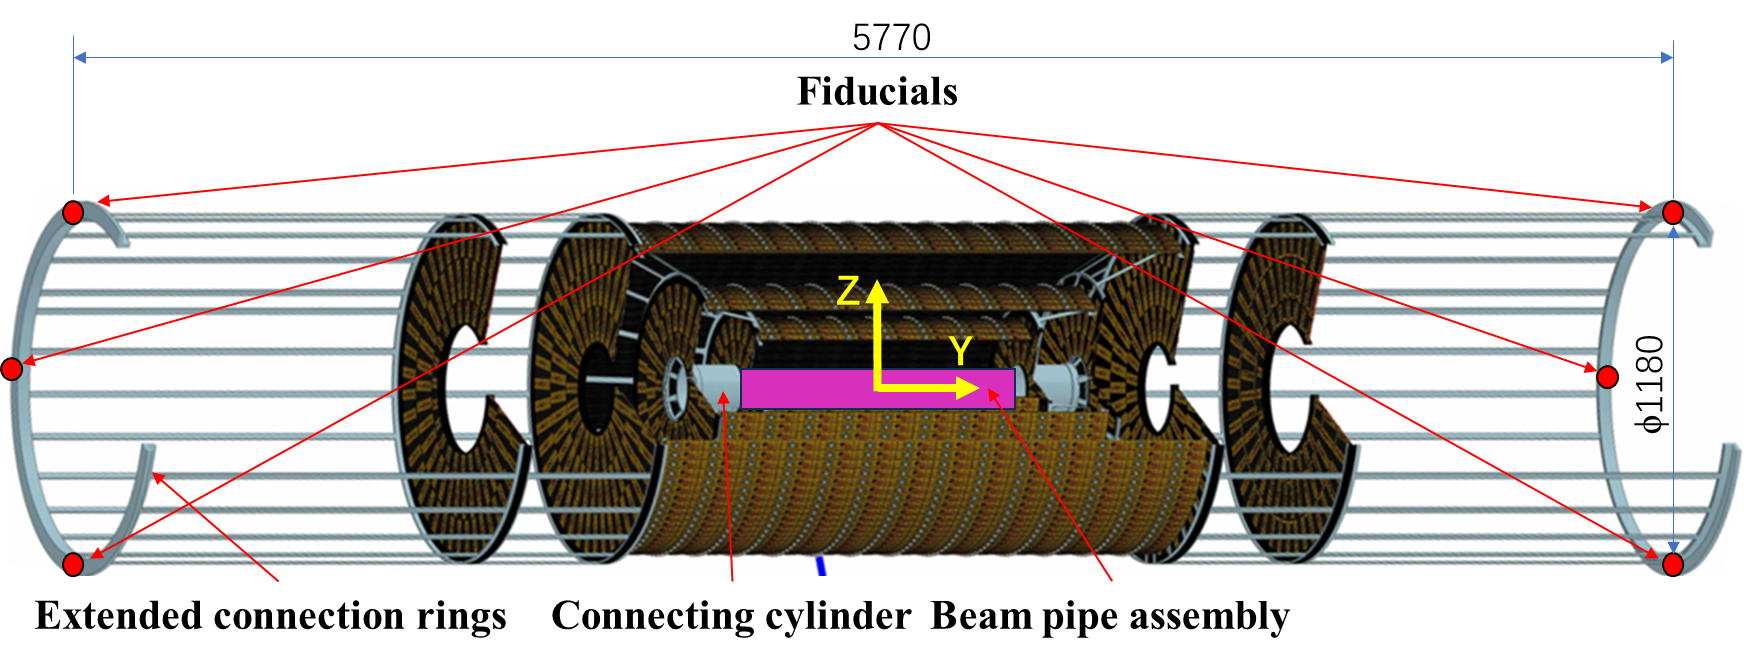 5770
Fiducials
Z
Y
ϕ1180
Extended connection rings
Connecting cylinder
Beam pipe assembly